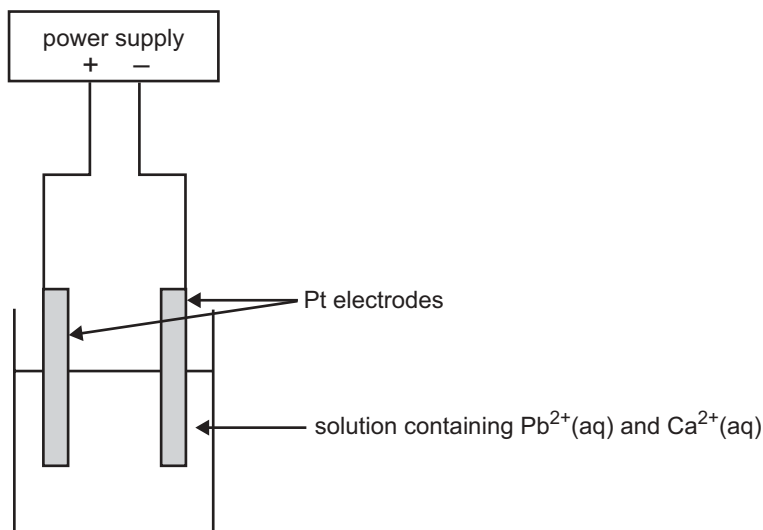 power supply
+ –
Pt electrodes
solution containing Pb²⁺(aq) and Ca²⁺(aq)